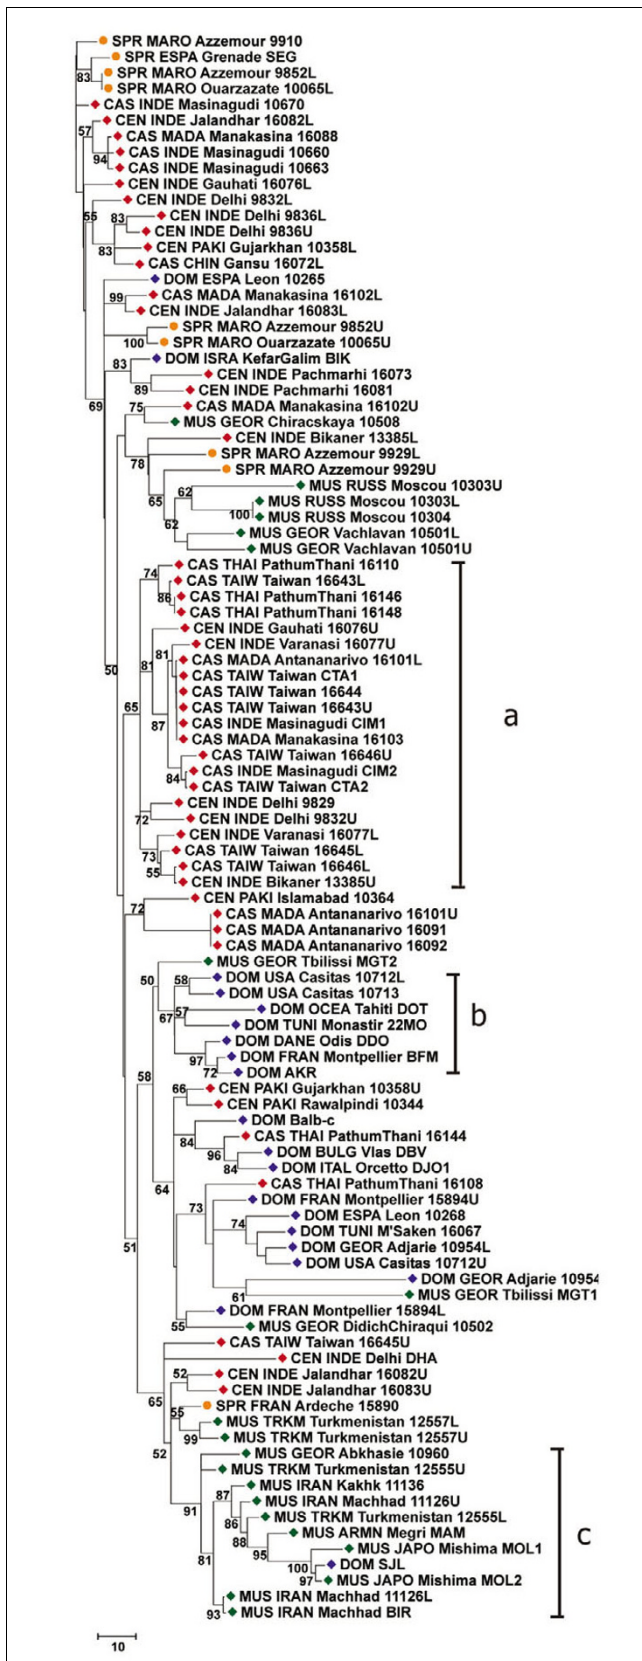 SPR MARO Azzemour 9910
SPR ESPA Grenade SEG
83
SPR MARO Azzemour 9852L
SPR MARO Ouarzazate 10065L
CAS INDE Masinagudi 10670
CEN INDE Jalandhar 16082L
57
CAS MADA Manakasina 16088
CAS INDE Masinagudi 10660
94
CAS INDE Masinagudi 10663
CEN INDE Gauhati 16076L
CEN INDE Delhi 9832L
55
83
CEN INDE Delhi 9836L
CEN INDE Delhi 9836U
83
CEN PAKI Gujarkhan 10358L
CAS CHIN Gansu 16072L
DOM ESPA Leon 10265
99
CAS MADA Manakasina 16102L
CEN INDE Jalandhar 16083L
SPR MARO Azzemour 9852U
100
SPR MARO Ouarzazate 10065U
DOM ISRA KefarGalim BIK
83
CEN INDE Pachmarhi 16073
89
CEN INDE Pachmarhi 16081
69
75
CAS MADA Manakasina 16102U
MUS GEOR Chiracskaya 10508
CEN INDE Bikaner 13385L
78
SPR MARO Azzemour 9929L
SPR MARO Azzemour 9929U
MUS RUSS Moscou 10303U
62
65
MUS RUSS Moscou 10303L
100
MUS RUSS Moscou 10304
62
MUS GEOR Vachlavan 10501L
MUS GEOR Vachlavan 10501U
CAS THAI PathumThani 16110
74
CAS TAIW Taiwan 16643L
86
CAS THAI PathumThani 16146
CAS THAI PathumThani 16148
CEN INDE Gauhati 16076U
CEN INDE Varanasi 16077U
81
81
CAS MADA Antananarivo 16101L
50
CAS TAIW Taiwan CTA1
CAS TAIW Taiwan 16644
65
CAS TAIW Taiwan 16643U
a
87
CAS INDE Masinagudi CIM1
CAS MADA Manakasina 16103
CAS TAIW Taiwan 16646U
84
CAS INDE Masinagudi CIM2
CAS TAIW Taiwan CTA2
CEN INDE Delhi 9829
72
CEN INDE Delhi 9832U
CEN INDE Varanasi 16077L
73
CAS TAIW Taiwan 16645L
55
CAS TAIW Taiwan 16646L
CEN INDE Bikaner 13385U
CEN PAKI Islamabad 10364
72
CAS MADA Antananarivo 16101U
CAS MADA Antananarivo 16091
CAS MADA Antananarivo 16092
MUS GEOR Tbilissi MGT2
50
58
DOM USA Casitas 10712L
DOM USA Casitas 10713
67
57
DOM OCEA Tahiti DOT
b
DOM TUNI Monastir 22MO
DOM DANE Odis DDO
97
DOM FRAN Montpellier BFM
72
DOM AKR
58
66
CEN PAKI Gujarkhan 10358U
CEN PAKI Rawalpindi 10344
DOM Balb-c
84
CAS THAI PathumThani 16144
96
DOM BULG Vlas DBV
84
DOM ITAL Orcetto DJO1
64
CAS THAI PathumThani 16108
73
DOM FRAN Montpellier 15894U
DOM ESPA Leon 10268
74
DOM TUNI M'Saken 16067
51
DOM GEOR Adjarie 10954L
DOM USA Casitas 10712U
DOM GEOR Adjarie 1095
61
MUS GEOR Tbilissi MGT1
DOM FRAN Montpellier 15894L
55
MUS GEOR DidichChiraqui 10502
CAS TAIW Taiwan 16645U
CEN INDE Delhi DHA
52
CEN INDE Jalandhar 16082U
65
CEN INDE Jalandhar 16083U
55
SPR FRAN Ardeche 15890
MUS TRKM Turkmenistan 12557L
99
MUS TRKM Turkmenistan 12557U
52
MUS GEOR Abkhasie 10960
MUS TRKM Turkmenistan 12555U
MUS IRAN Kakhk 11136
87
MUS IRAN Machhad 11126U
91
86
MUS TRKM Turkmenistan 12555L
88
MUS ARMN Megri MAM
c
95
MUS JAPO Mishima MOL1
81
100
DOM SJL
97
MUS JAPO Mishima MOL2
MUS IRAN Machhad 11126L
93
MUS IRAN Machhad BIR
10